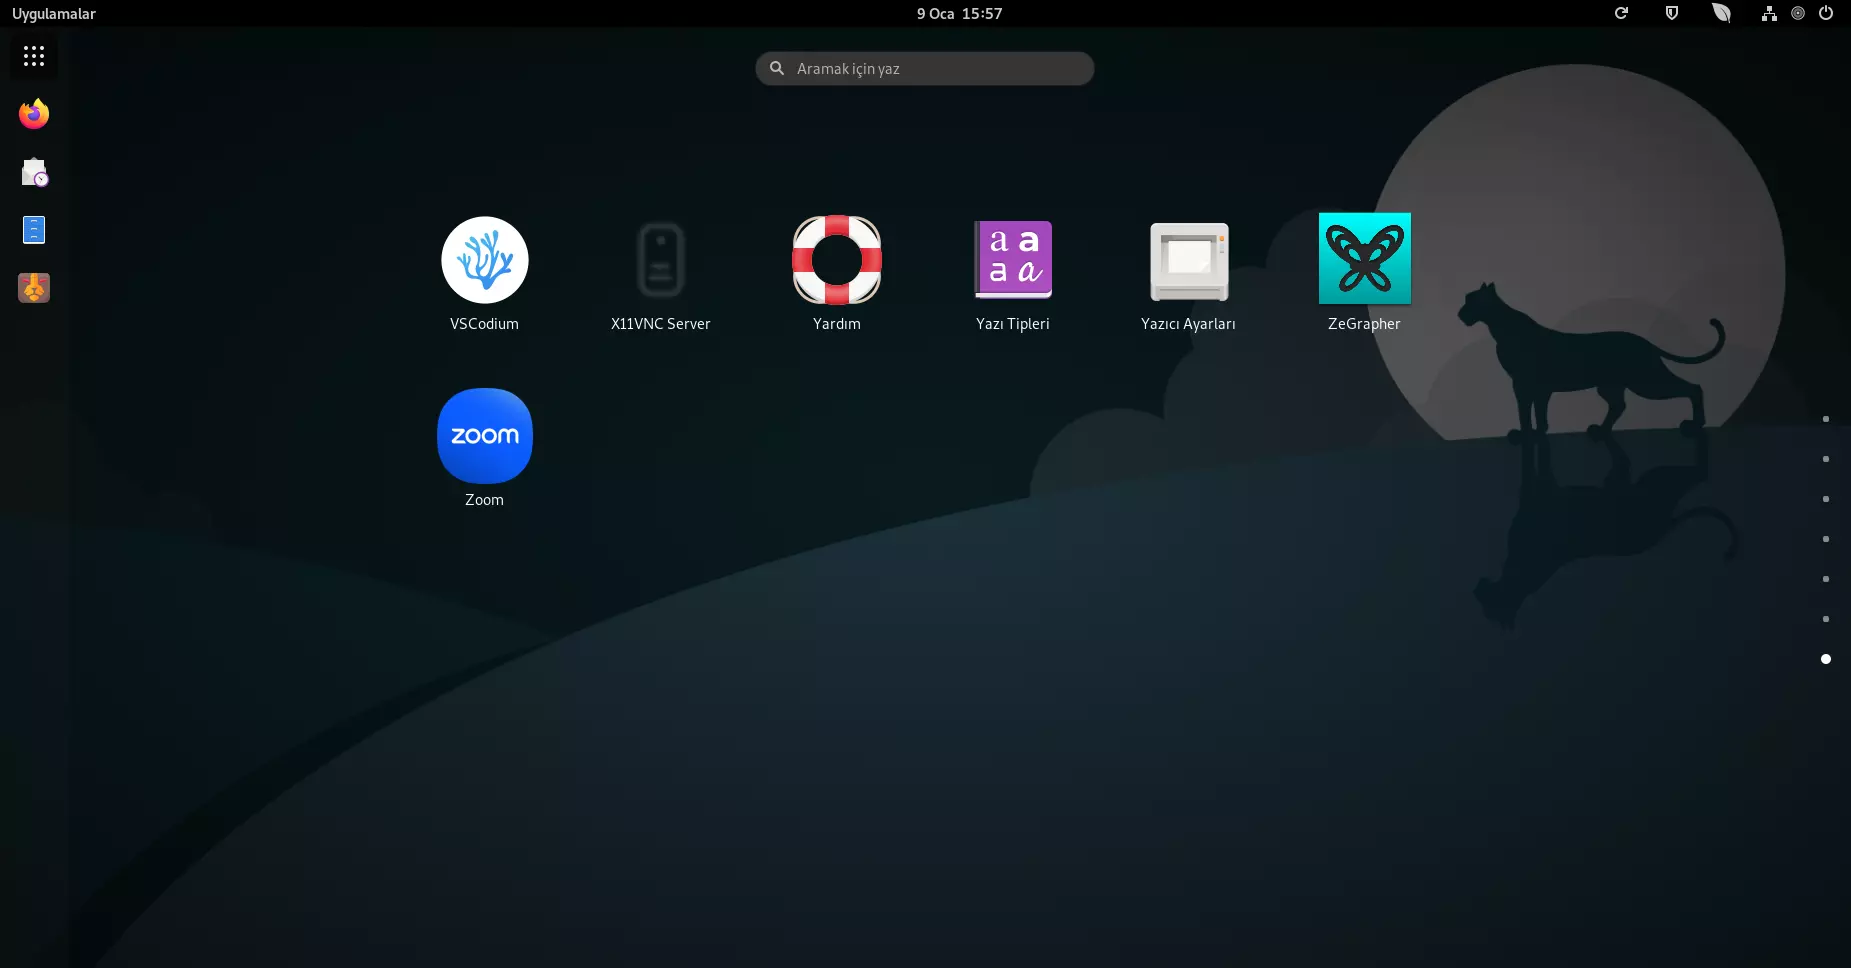 Uygulamalar
9 Oca 15:57
Aramak için yaz
VSCodium
X11VNC Server
a a
a a
Yardım
Yazı Tipleri
Yazıcı Ayarları
ZeGrapher
zoom
Zoom